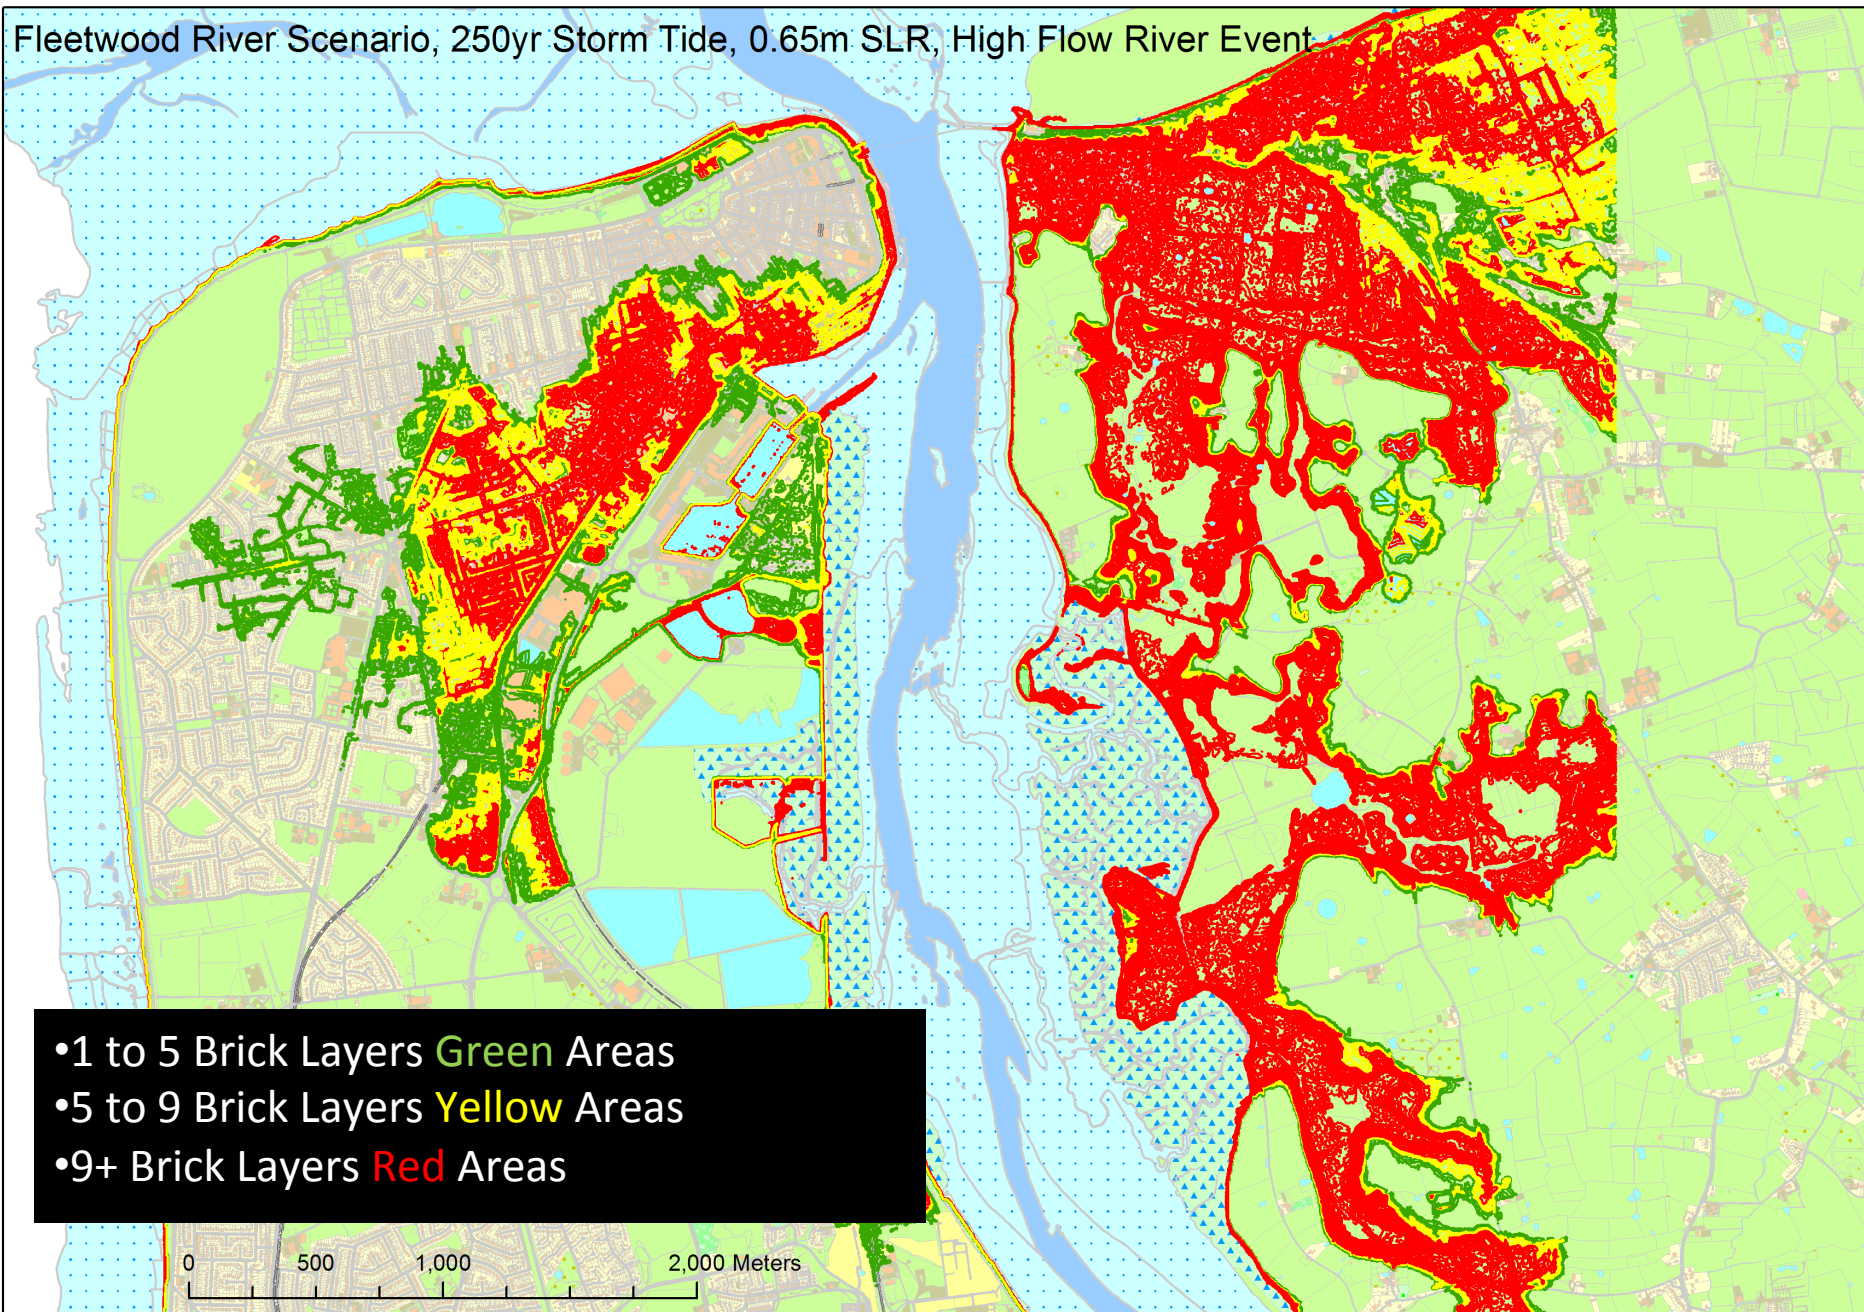 Fleetwood River Scenario, 250yr Storm Tide, 0.65m SLR, High Flow River Event
•1 to 5 Brick Layers Green Areas
•5 to 9 Brick Layers Yellow Areas
•9+ Brick Layers Red Areas
0 500 1,000 2,000 Meters